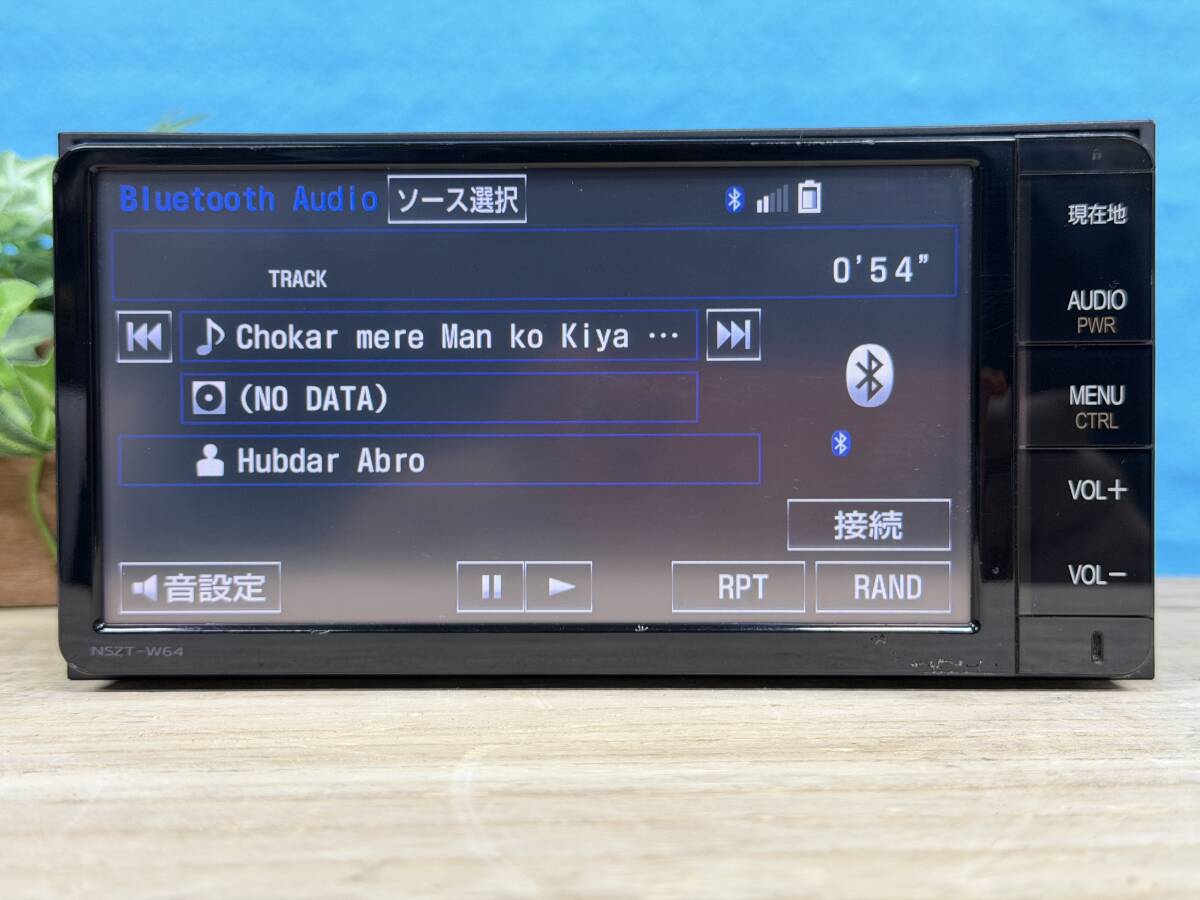 Bluetooth Audio ソース選択
TRACK 0'54"
Chokar mere Man ko Kiya …
(NO DATA)
Hubdar Abro
接続
音設定 RPT RAND
現在地
AUDIO
PWR
MENU
CTRL
VOL+
VOL-
NSZT-W64